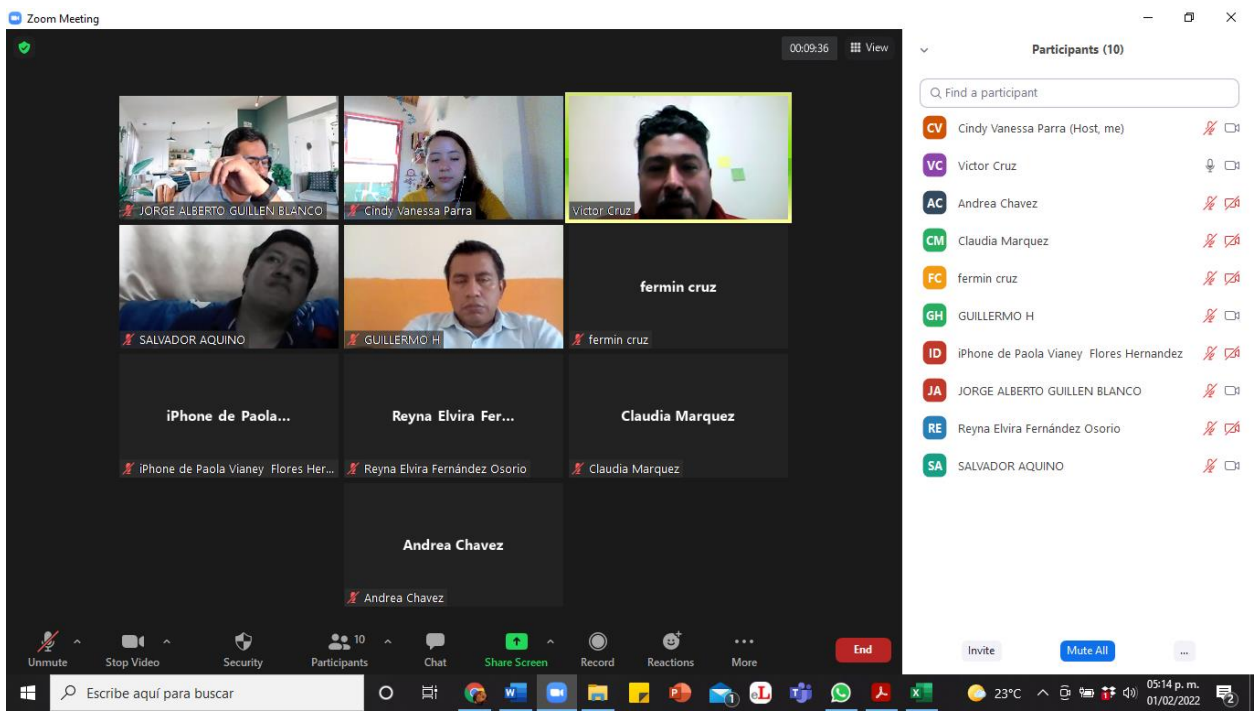 Zoom Meeting
00:09:36 View
JORGE ALBERTO GUILLEN BLANCO
Cindy Vanessa Parra
Victor Cruz
SALVADOR AQUINO
GUILLERMO H
fermin cruz
fermin cruz
iPhone de Paola...
iPhone de Paola Vianey Flores Her...
Reyna Elvira Fer...
Reyna Elvira Fernández Osorio
Claudia Marquez
Claudia Marquez
Andrea Chavez
Andrea Chavez
Participants (10)
Find a participant
CV Cindy Vanessa Parra (Host, me)
VC Victor Cruz
AC Andrea Chavez
CM Claudia Marquez
FC fermin cruz
GH GUILLERMO H
ID iPhone de Paola Vianey Flores Hernandez
JA JORGE ALBERTO GUILLEN BLANCO
RE Reyna Elvira Fernández Osorio
SA SALVADOR AQUINO
Unmute Stop Video Security Participants 10 Chat Share Screen Record Reactions More End
Invite Mute All ...
Escribe aquí para buscar
1
eL
23°C
05:14 p. m.
01/02/2022
2